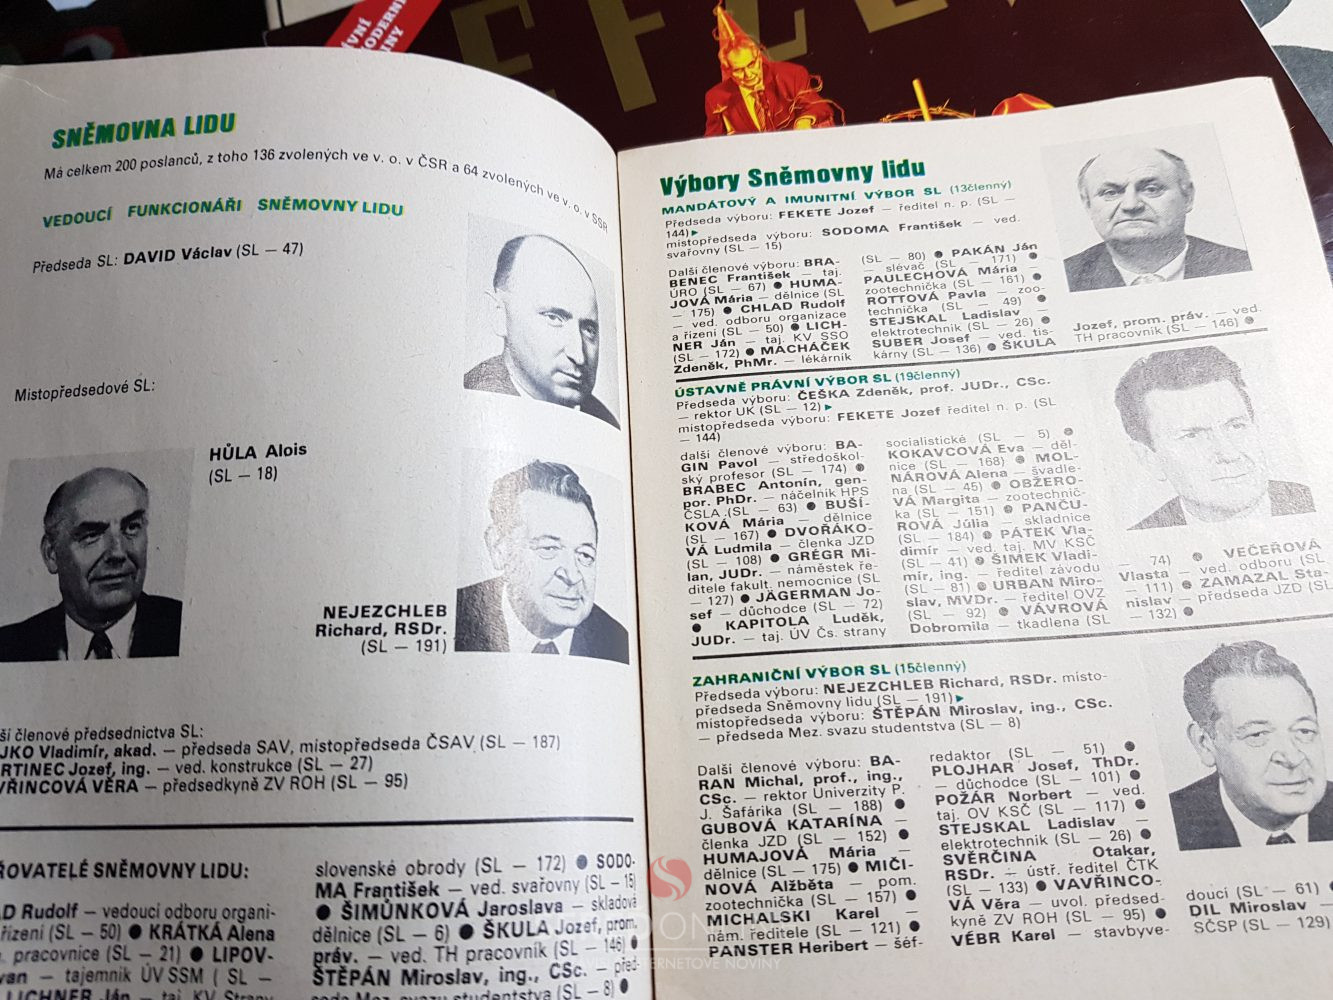 SNĚMOVNA LIDU
Má celkem 200 poslanců, z toho 136 zvolených ve v. o. v ČSR a 64 zvolených ve v. o. v SSR
VEDOUCÍ FUNKCIONÁŘI SNĚMOVNY LIDU
Předseda SL: DAVID Václav (SL — 47)
Místopředsedové SL:
HŮLA Alois
(SL — 18)
NEJEZCHLEB
Richard, RSDr.
(SL — 191)
ší členové předsednictva SL:
JKO Vladimír, akad. — předseda SAV, místopředseda ČSAV (SL — 187)
RTINEC Jozef, ing. — ved. konstrukce (SL — 27)
VŘINCOVÁ VĚRA — předsedkyně ZV ROH (SL — 95)
ŘOVATELÉ SNĚMOVNY LIDU:
AD Rudolf — vedoucí odboru organi-
řízení (SL — 50) ● KRÁTKÁ Alena
. pracovnice (SL — 21) ● LIPOV-
van — tajemník ÚV SSM ( SL —
LICHNER Ján — taj. KV Strany
slovenské obrody (SL — 172) ● SODO-
MA František — ved. svařovny (SL — 15)
● ŠIMŮNKOVÁ Jaroslava — skladová
dělnice (SL — 6) ● ŠKULA Jozef, prom.
práv. — ved. TH pracovník (SL — 146) ●
ŠTĚPÁN Miroslav, ing., CSc. — před-
seda Mez. svazu studentstva (SL — 8) ●
Výbory Sněmovny lidu
MANDÁTOVÝ A IMUNITNÍ VÝBOR SL (13členný)
Předseda výboru: FEKETE Jozef — ředitel n. p. (SL —
144) ▸
místopředseda výboru: SODOMA František — ved.
svařovny (SL — 15)
Další členové výboru: BRA-
BENEC František — taj.
ÚRO (SL — 67) ● HUMA-
JOVÁ Mária — dělnice (SL
— 175) ● CHLAD Rudolf
— ved. odboru organizace
a řízení (SL — 50) ● LICH-
NER Ján — taj. KV SSO
(SL — 172) ● MACHÁČEK
Zdeněk, PhMr. — lékárník
(SL — 80) ● PAKÁN Ján
— slévač (SL — 171) ●
PAULECHOVÁ Mária —
zootechnička (SL — 161) ●
ROTTOVÁ Pavla — zoo-
technička (SL — 49) ●
STEJSKAL Ladislav —
elektrotechnik (SL — 26) ●
SUBER Josef — ved. tis-
kárny (SL — 136) ● ŠKULA
Jozef, prom. práv. — ved.
TH pracovník (SL — 146) ●
ÚSTAVNĚ PRÁVNÍ VÝBOR SL (19členný)
Předseda výboru: ČEŠKA Zdeněk, prof. JUDr., CSc.
— rektor UK (SL — 12) ▸
místopředseda výboru: FEKETE Jozef ředitel n. p. (SL
— 144)
další členové výboru: BA-
GIN Pavol — středoškol-
ský profesor (SL — 174) ●
BRABEC Antonín, gen-
por. PhDr. — náčelník HPS
ČSLA (SL — 63) ● BUŠÍ-
KOVÁ Mária — dělnice
(SL — 167) ● DVOŘÁKO-
VÁ Ludmila — členka JZD
(SL — 108) ● GRÉGR Mi-
lan, JUDr. — náměstek ře-
ditele fakult. nemocnice (SL
— 127) ● JÄGERMAN Jo-
sef — důchodce (SL — 72)
● KAPITOLA Luděk,
JUDr. — taj. ÚV Čs. strany
socialistické (SL — 5) ●
KOKAVCOVÁ Eva — děl-
nice (SL — 168) ● MOL-
NÁROVÁ Alena — švadle-
na (SL — 45) ● OBŽERO-
VÁ Margita — zootechnič-
ka (SL — 151) ● PANČU-
ROVÁ Júlia — skladnice
(SL — 184) ● PÁTEK Vla-
dimír — ved. taj. MV KSČ
(SL — 41) ● ŠIMEK Vladi-
mír, ing. — ředitel závodu
(SL — 81) ● URBAN Miro-
slav, MVDr. — ředitel OVZ
(SL — 92) ● VÁVROVÁ
Dobromila — tkadlena (SL
— 74) ● VEČEŘOVÁ
Vlasta — ved. odboru (SL
— 111) ● ZAMAZAL Sta-
nislav — předseda JZD (SL
— 132) ●
ZAHRANIČNÍ VÝBOR SL (15členný)
Předseda výboru: NEJEZCHLEB Richard, RSDr. místo-
předseda Sněmovny lidu (SL — 191) ▸
místopředseda výboru: ŠTĚPÁN Miroslav, ing., CSc.
— předseda Mez. svazu studentstva (SL — 8)
Další členové výboru: BA-
RAN Michal, prof., ing.,
CSc. — rektor Univerzity P.
J. Šafárika (SL — 188) ●
GUBOVÁ KATARÍNA —
členka JZD (SL — 152) ●
HUMAJOVÁ Mária —
dělnice (SL — 175) ● MIČI-
NOVÁ Alžběta — pom.
zootechnička (SL — 157) ●
MICHALSKI Karel —
nám. ředitele (SL — 121) ●
PANSTER Heribert — šéf-
redaktor (SL — 51) ●
PLOJHAR Josef, ThDr.
— důchodce (SL — 101) ●
POŽÁR Norbert — ved.
taj. OV KSČ (SL — 117) ●
STEJSKAL Ladislav —
elektrotechnik (SL — 26) ●
SVĚRČINA Otakar,
RSDr. — ústř. ředitel ČTK
(SL — 133) ● VAVŘINCO-
VÁ Věra — uvol. předsed-
kyně ZV ROH (SL — 95) ●
VÉBR Karel — stavbyve-
doucí (SL — 61) ●
DIL Miroslav —
SČSP (SL — 129)
INTERNETOVÉ NOVINY